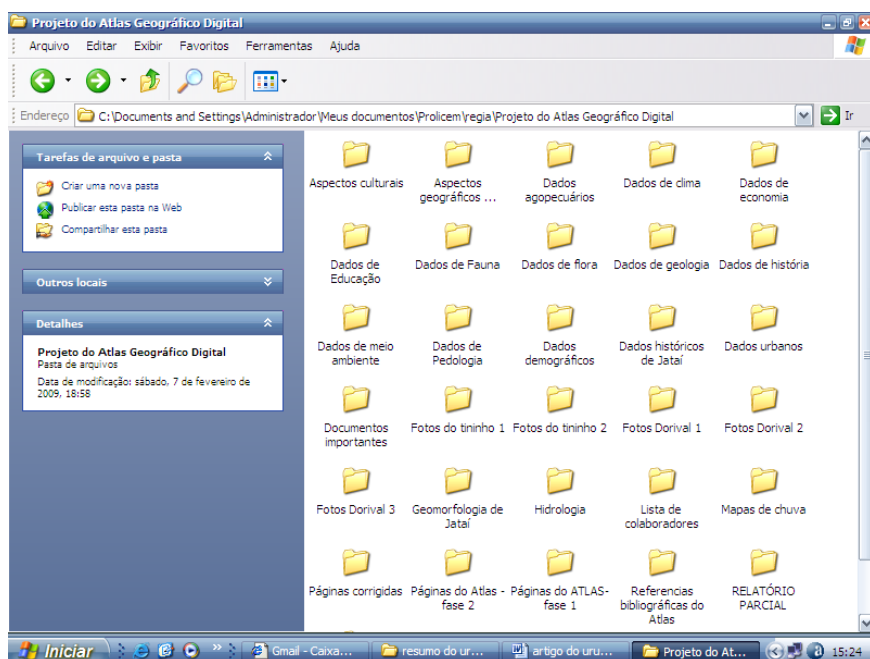 Projeto do Atlas Geográfico Digital
Arquivo Editar Exibir Favoritos Ferramentas Ajuda
Endereço C:\Documents and Settings\Administrador\Meus documentos\Prolicem\regia\Projeto do Atlas Geográfico Digital Ir
Tarefas de arquivo e pasta
Criar uma nova pasta
Publicar esta pasta na Web
Compartilhar esta pasta
Outros locais
Detalhes
Projeto do Atlas Geográfico Digital
Pasta de arquivos
Data de modificação: sábado, 7 de fevereiro de
2009, 18:58
Aspectos culturais
Aspectos
geográficos ...
Dados
agopecuários
Dados de clima
Dados de
economia
Dados de
Educação
Dados de Fauna
Dados de flora
Dados de geologia
Dados de história
Dados de meio
ambiente
Dados de
Pedologia
Dados
demográficos
Dados históricos
de Jataí
Dados urbanos
Documentos
importantes
Fotos do tininho 1
Fotos do tininho 2
Fotos Dorival 1
Fotos Dorival 2
Fotos Dorival 3
Geomorfologia de
Jataí
Hidrologia
Lista de
colaboradores
Mapas de chuva
Páginas corrigidas
Páginas do Atlas -
fase 2
Páginas do ATLAS-
fase 1
Referencias
bibliográficas do
Atlas
RELATÓRIO
PARCIAL
Iniciar Gmail - Caixa... resumo do ur... artigo do uru... Projeto do At... 15:24